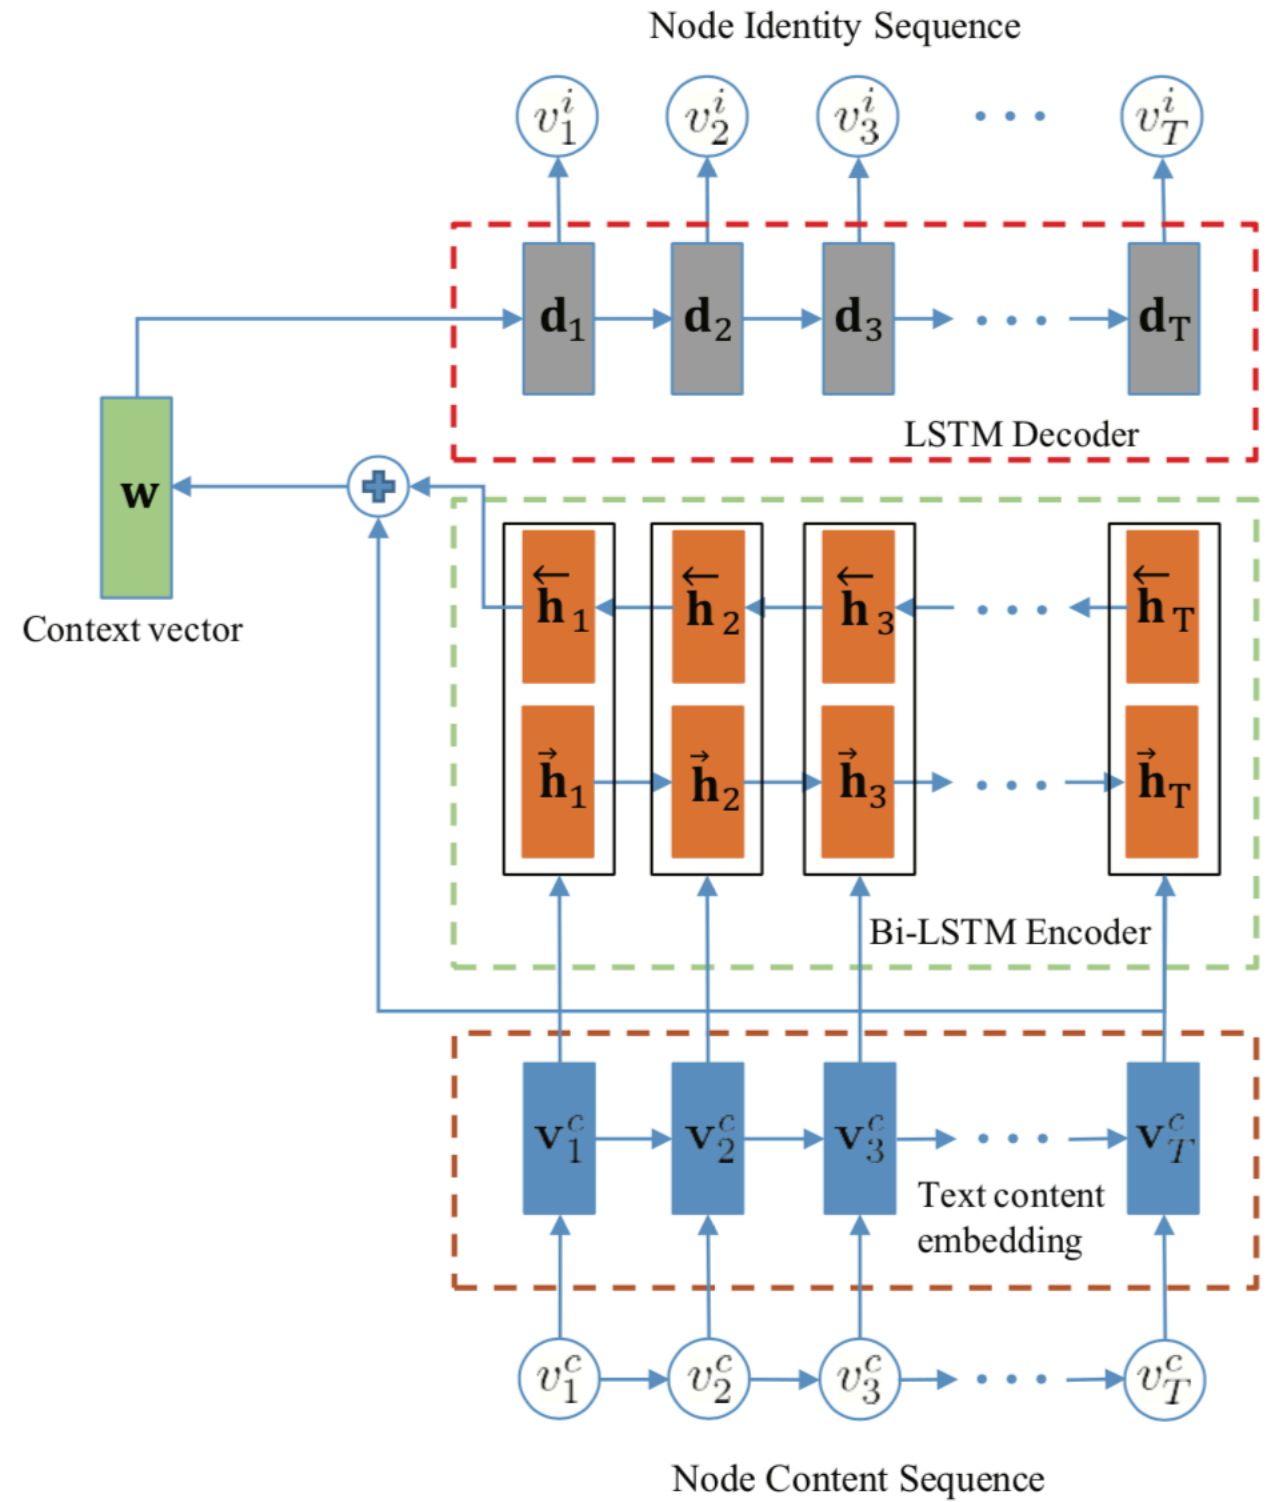 Node Identity Sequence
v_1^i v_2^i v_3^i ... v_T^i
d_1 d_2 d_3 ... d_T
LSTM Decoder
w
Context vector
←h_1 ←h_2 ←h_3 ... ←h_T
→h_1 →h_2 →h_3 ... →h_T
Bi-LSTM Encoder
v_1^c v_2^c v_3^c ... v_T^c
Text content
embedding
v_1^c v_2^c v_3^c ... v_T^c
Node Content Sequence